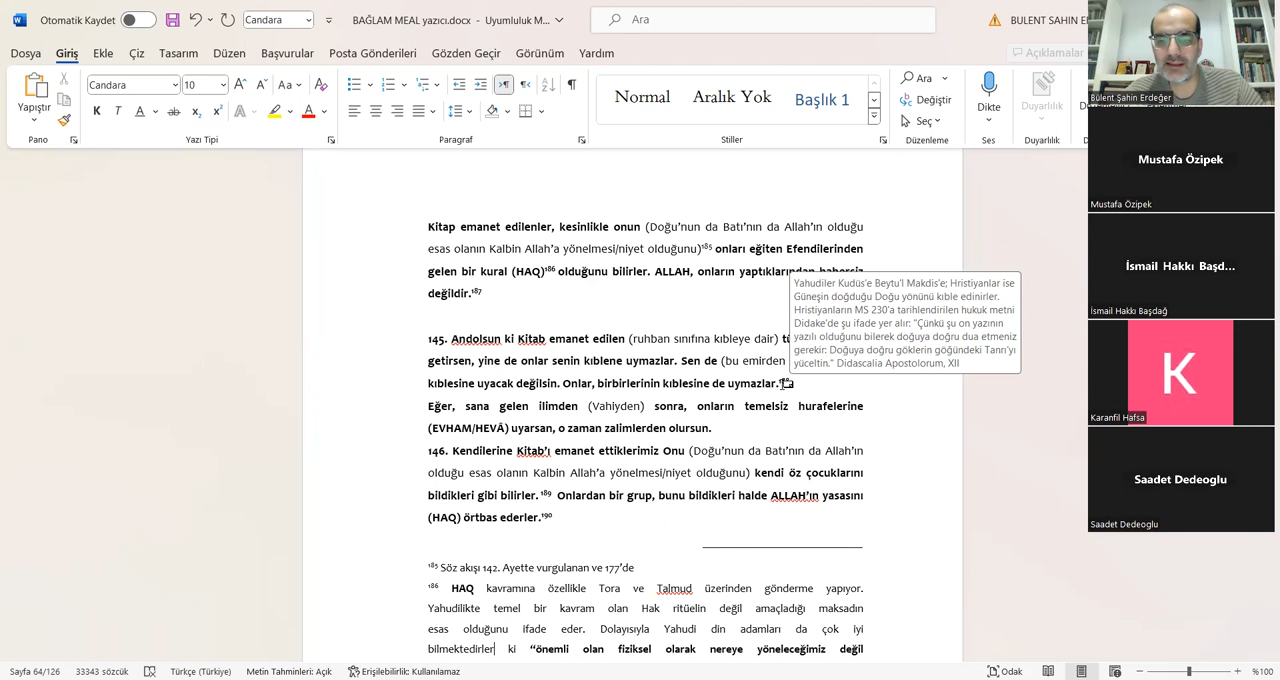 Otomatik Kaydet
Candara
BAĞLAM MEAL yazıcı.docx - Uyumluluk M...
Ara
BULENT SAHIN E
Dosya Giriş Ekle Çiz Tasarım Düzen Başvurular Posta Gönderileri Gözden Geçir Görünüm Yardım
Açıklamalar
Yapıştır
Candara 10
Normal Aralık Yok Başlık 1
Ara
Değiştir
Seç
Dikte
Duyarlılık
Pano Yazı Tipi Paragraf Stiller Düzenleme Ses Duyarlılık
Kitap emanet edilenler, kesinlikle onun (Doğu’nun da Batı’nın da Allah’ın olduğu
esas olanın Kalbin Allah’a yönelmesi/niyet olduğunu)¹⁸⁵ onları eğiten Efendilerinden
gelen bir kural (HAQ)¹⁸⁶ olduğunu bilirler. ALLAH, onların yaptıklarından habersiz
değildir.¹⁸⁷
145. Andolsun ki Kitab emanet edilen (ruhban sınıfına kıbleye dair)
getirsen, yine de onlar senin kıblene uymazlar. Sen de (bu emirden
kıblesine uyacak değilsin. Onlar, birbirlerinin kıblesine de uymazlar.
Eğer, sana gelen ilimden (Vahiyden) sonra, onların temelsiz hurafelerine
(EVHAM/HEVÂ) uyarsan, o zaman zalimlerden olursun.
146. Kendilerine Kitab’ı emanet ettiklerimiz Onu (Doğu’nun da Batı’nın da Allah’ın
olduğu esas olanın Kalbin Allah’a yönelmesi/niyet olduğunu) kendi öz çocuklarını
bildikleri gibi bilirler. ¹⁸⁹ Onlardan bir grup, bunu bildikleri halde ALLAH’ın yasasını
(HAQ) örtbas ederler.¹⁹⁰
¹⁸⁵ Söz akışı 142. Ayette vurgulanan ve 177’de
¹⁸⁶ HAQ kavramına özellikle Tora ve Talmud üzerinden gönderme yapıyor.
Yahudilikte temel bir kavram olan Hak ritüelin değil amaçladığı maksadın
esas olduğunu ifade eder. Dolayısıyla Yahudi din adamları da çok iyi
bilmektedirler ki “önemli olan fiziksel olarak nereye yöneleceğimiz değil
Yahudiler Kudüs'e Beytu'l Makdis'e; Hristiyanlar ise
Güneşin doğduğu Doğu yönünü kıble edinirler.
Hristiyanların MS 230'a tarihlendirilen hukuk metni
Didake'de şu ifade yer alır: "Çünkü şu on yazının
yazılı olduğunu bilerek doğuya doğru dua etmeniz
gerekir: Doğuya doğru göklerin göğündeki Tanrı'yı
yüceltin." Didascalia Apostolorum, XII
Bülent Şahin Erdeğer
Mustafa Özipek
Mustafa Özipek
İsmail Hakkı Başd...
İsmail Hakkı Başdağ
K
Karanfil Hafsa
Saadet Dedeoglu
Saadet Dedeoglu
Sayfa 64/126 33343 sözcük Türkçe (Türkiye) Metin Tahminleri: Açık Erişilebilirlik: Kullanılamaz Odak %100